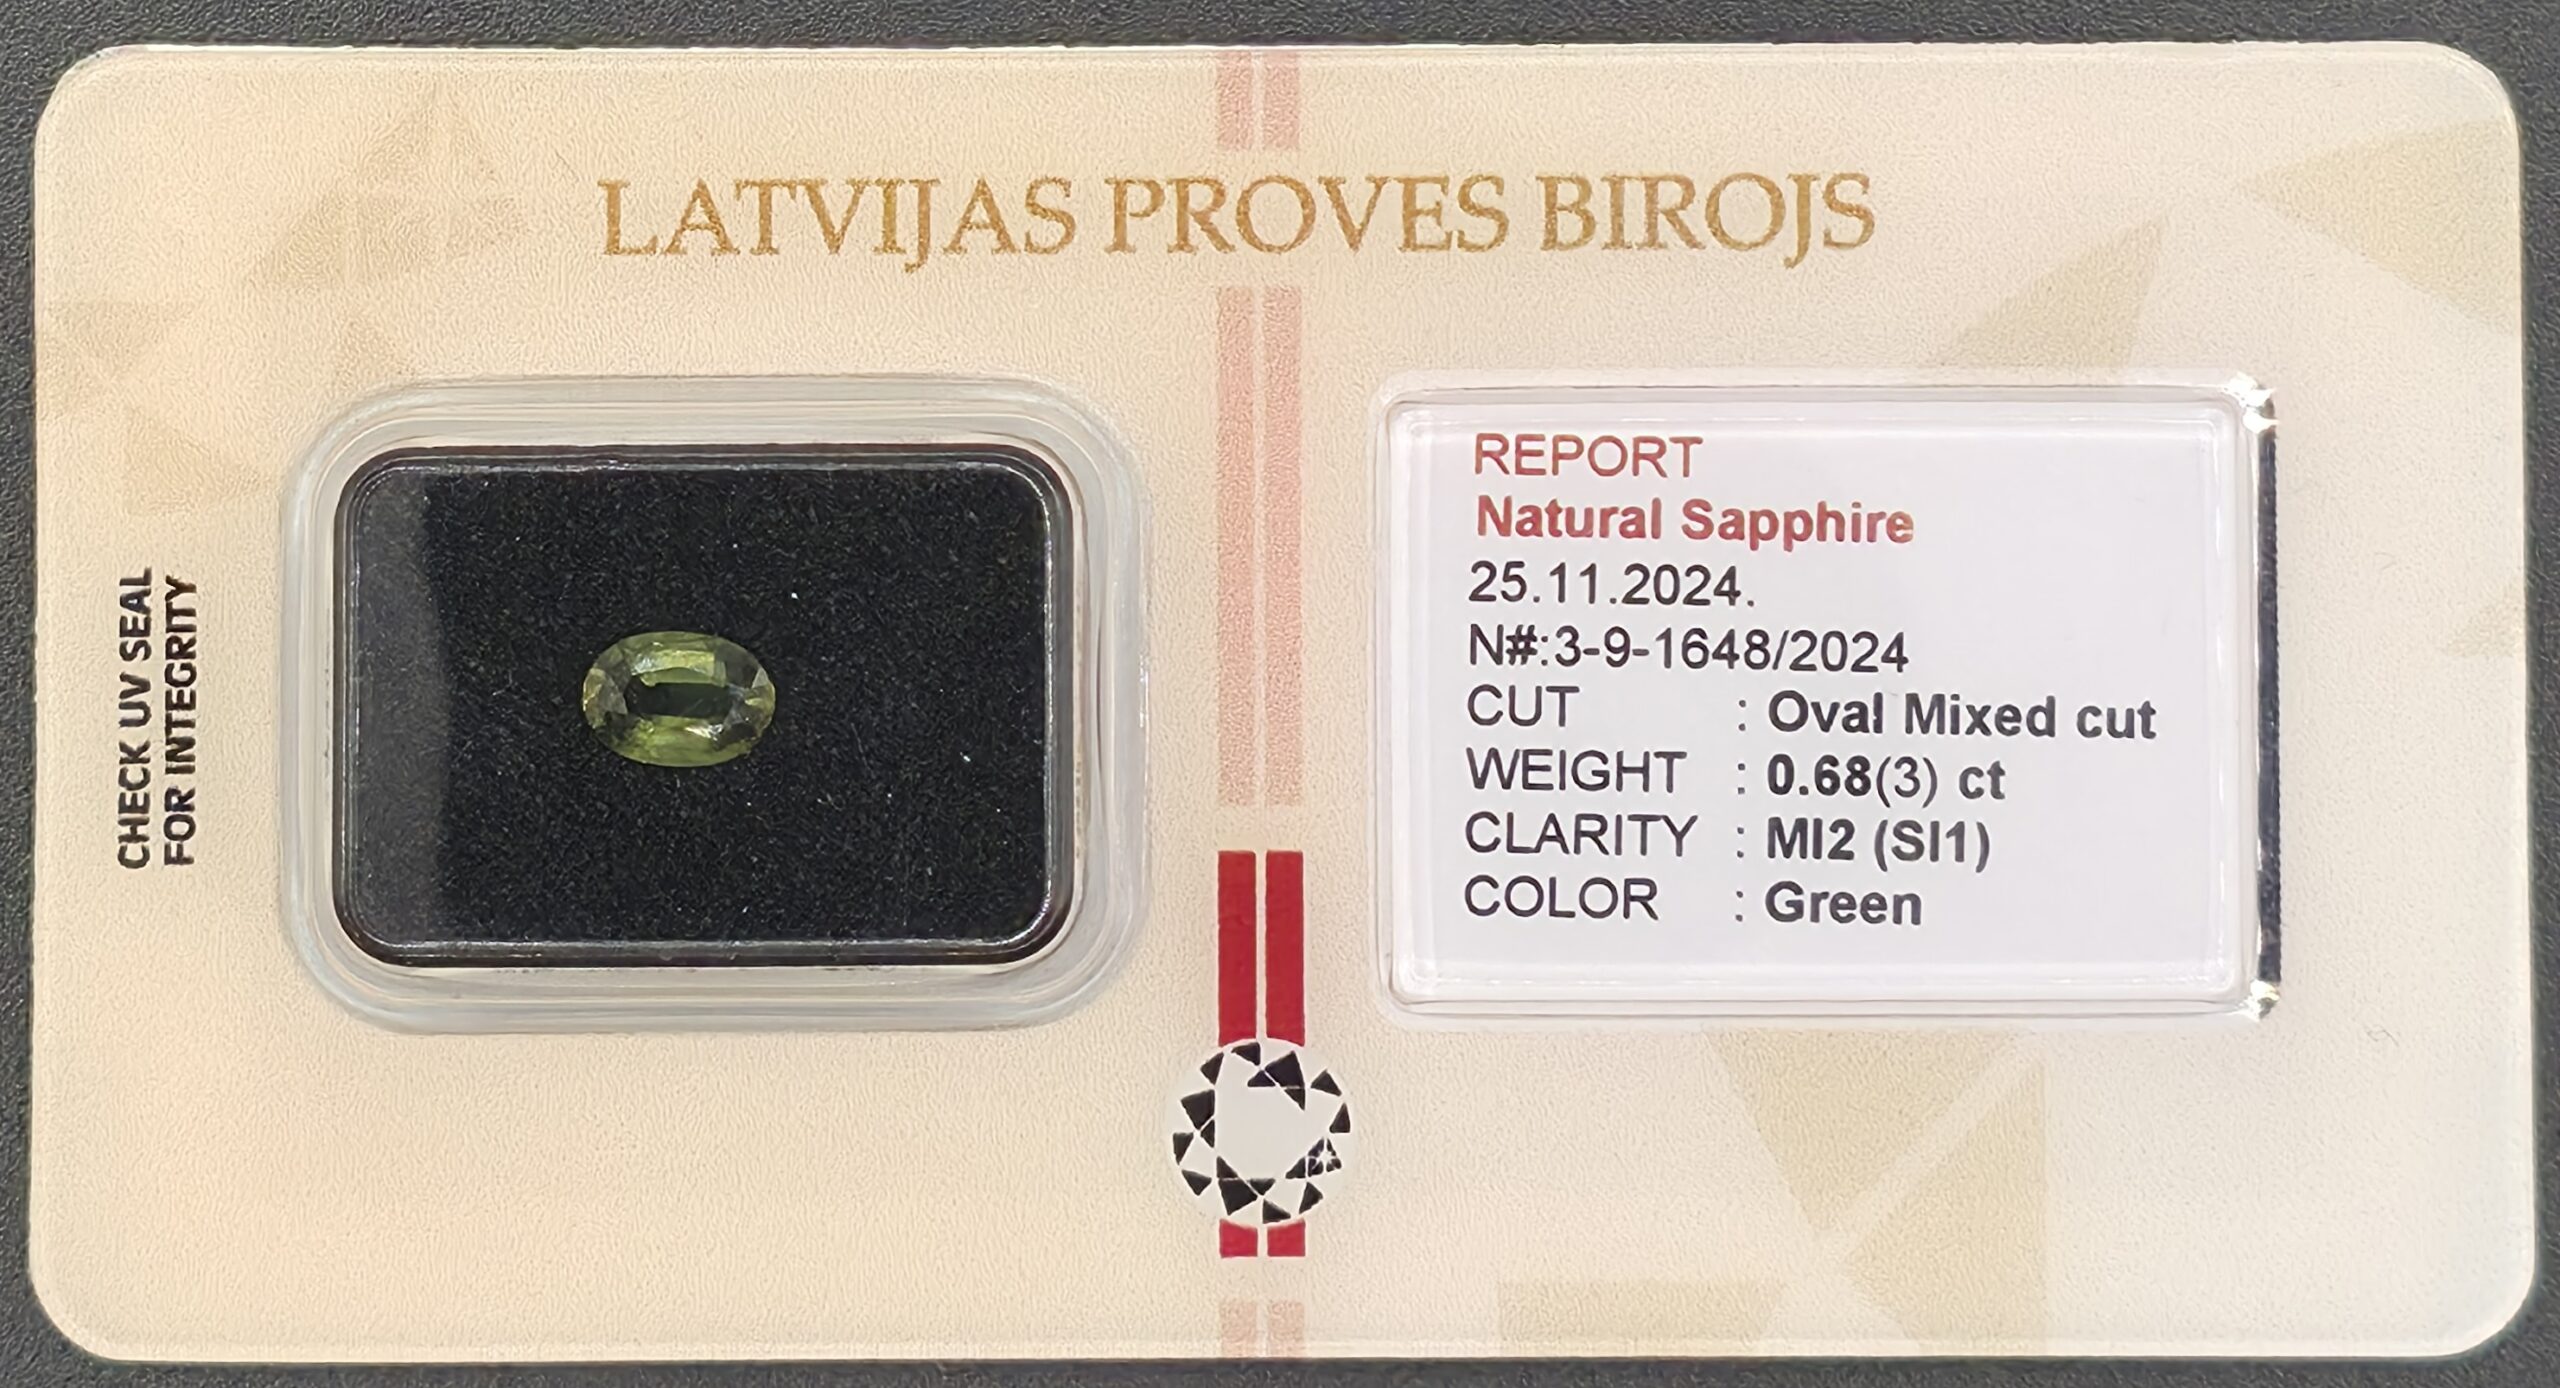 LATVIJAS PROVES BIROJS
CHECK UV SEAL
FOR INTEGRITY
REPORT
Natural Sapphire
25.11.2024.
N#:3-9-1648/2024
CUT : Oval Mixed cut
WEIGHT : 0.68(3) ct
CLARITY : MI2 (SI1)
COLOR : Green